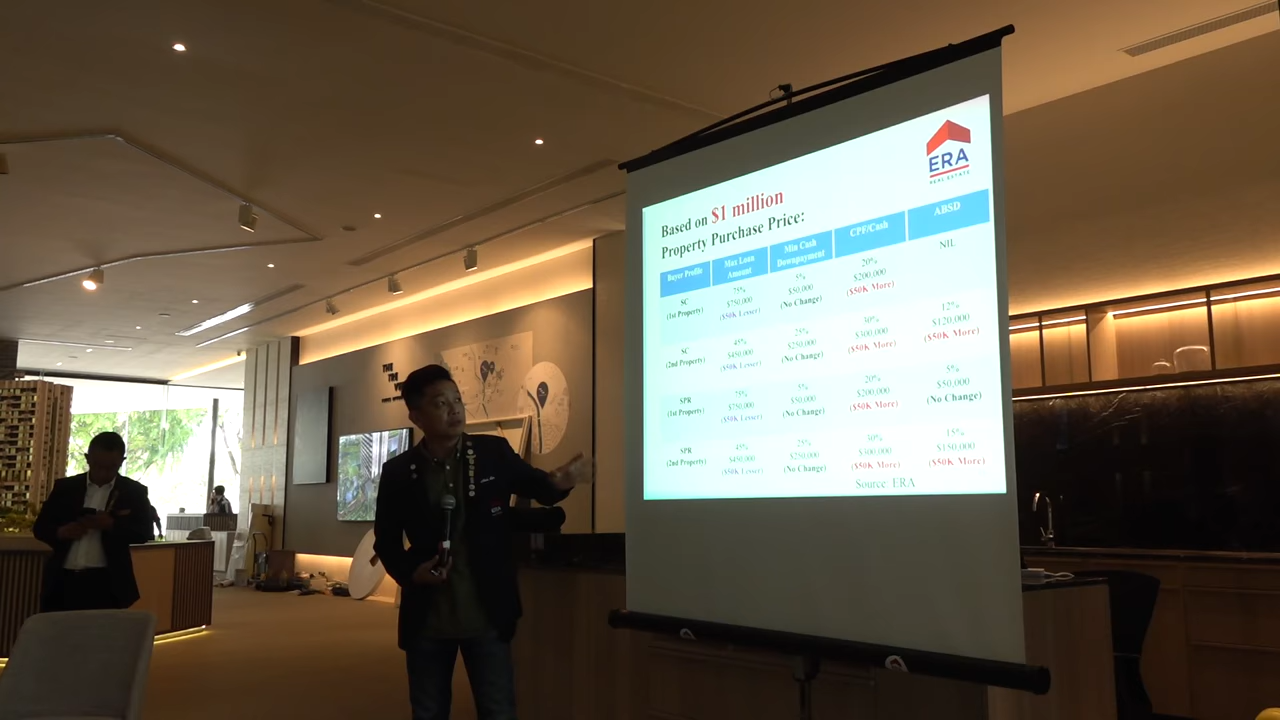 ERA
REAL ESTATE
Based on $1 million
Property Purchase Price:
Buyer Profile
Max Loan
Amount
Min Cash
Downpayment
CPF/Cash
ABSD
SC
(1st Property)
75%
$750,000
($50K Lesser)
5%
$50,000
(No Change)
20%
$200,000
($50K More)
NIL
SC
(2nd Property)
45%
$450,000
($50K Lesser)
25%
$250,000
(No Change)
30%
$300,000
($50K More)
12%
$120,000
($50K More)
SPR
(1st Property)
75%
$750,000
($50K Lesser)
5%
$50,000
(No Change)
20%
$200,000
($50K More)
5%
$50,000
(No Change)
SPR
(2nd Property)
45%
$450,000
($50K Lesser)
25%
$250,000
(No Change)
30%
$300,000
($50K More)
15%
$150,000
($50K More)
Source: ERA
THE
ERA